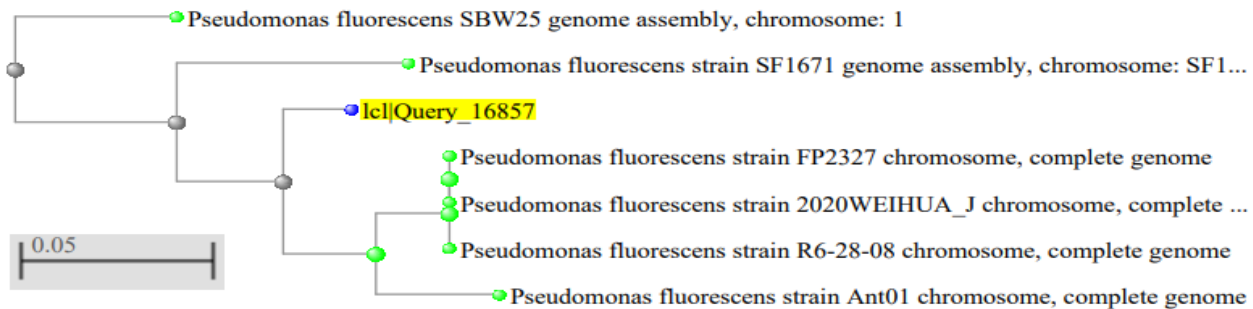 Pseudomonas fluorescens SBW25 genome assembly, chromosome: 1
Pseudomonas fluorescens strain SF1671 genome assembly, chromosome: SF1...
lcl|Query_16857
Pseudomonas fluorescens strain FP2327 chromosome, complete genome
Pseudomonas fluorescens strain 2020WEIHUA_J chromosome, complete ...
Pseudomonas fluorescens strain R6-28-08 chromosome, complete genome
Pseudomonas fluorescens strain Ant01 chromosome, complete genome
0.05